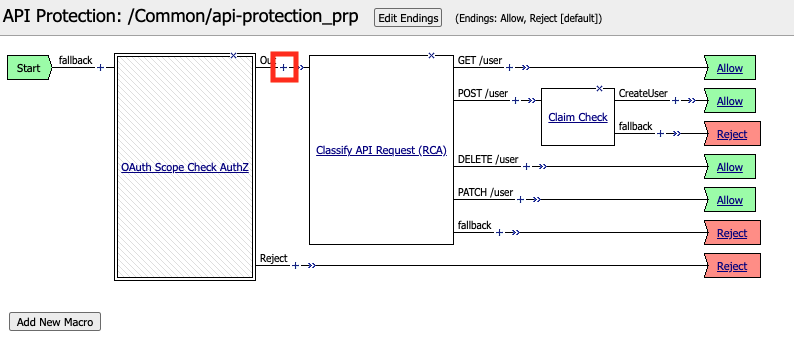 API Protection: /Common/api-protection_prp Edit Endings (Endings: Allow, Reject [default])
Start fallback + Out + GET /user + Allow
POST /user + CreateUser + Allow
Claim Check
fallback + Reject
Classify API Request (RCA)
OAuth Scope Check AuthZ
DELETE /user + Allow
PATCH /user + Allow
fallback + Reject
Reject + Reject
Add New Macro